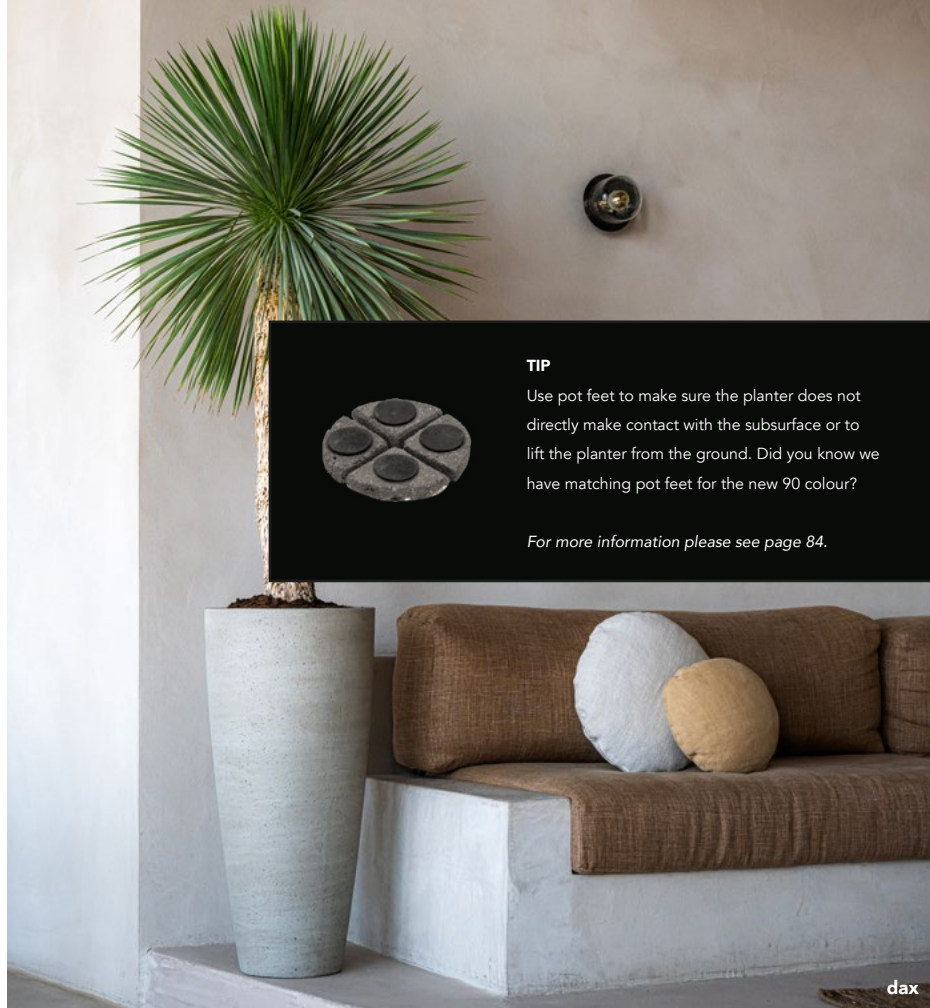 TIP
Use pot feet to make sure the planter does not
directly make contact with the subsurface or to
lift the planter from the ground. Did you know we
have matching pot feet for the new 90 colour?
For more information please see page 84.
dax